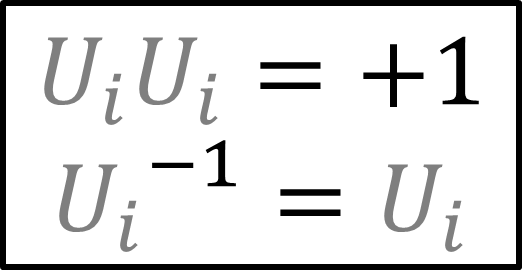 UᵢUᵢ = +1
Uᵢ⁻¹ = Uᵢ